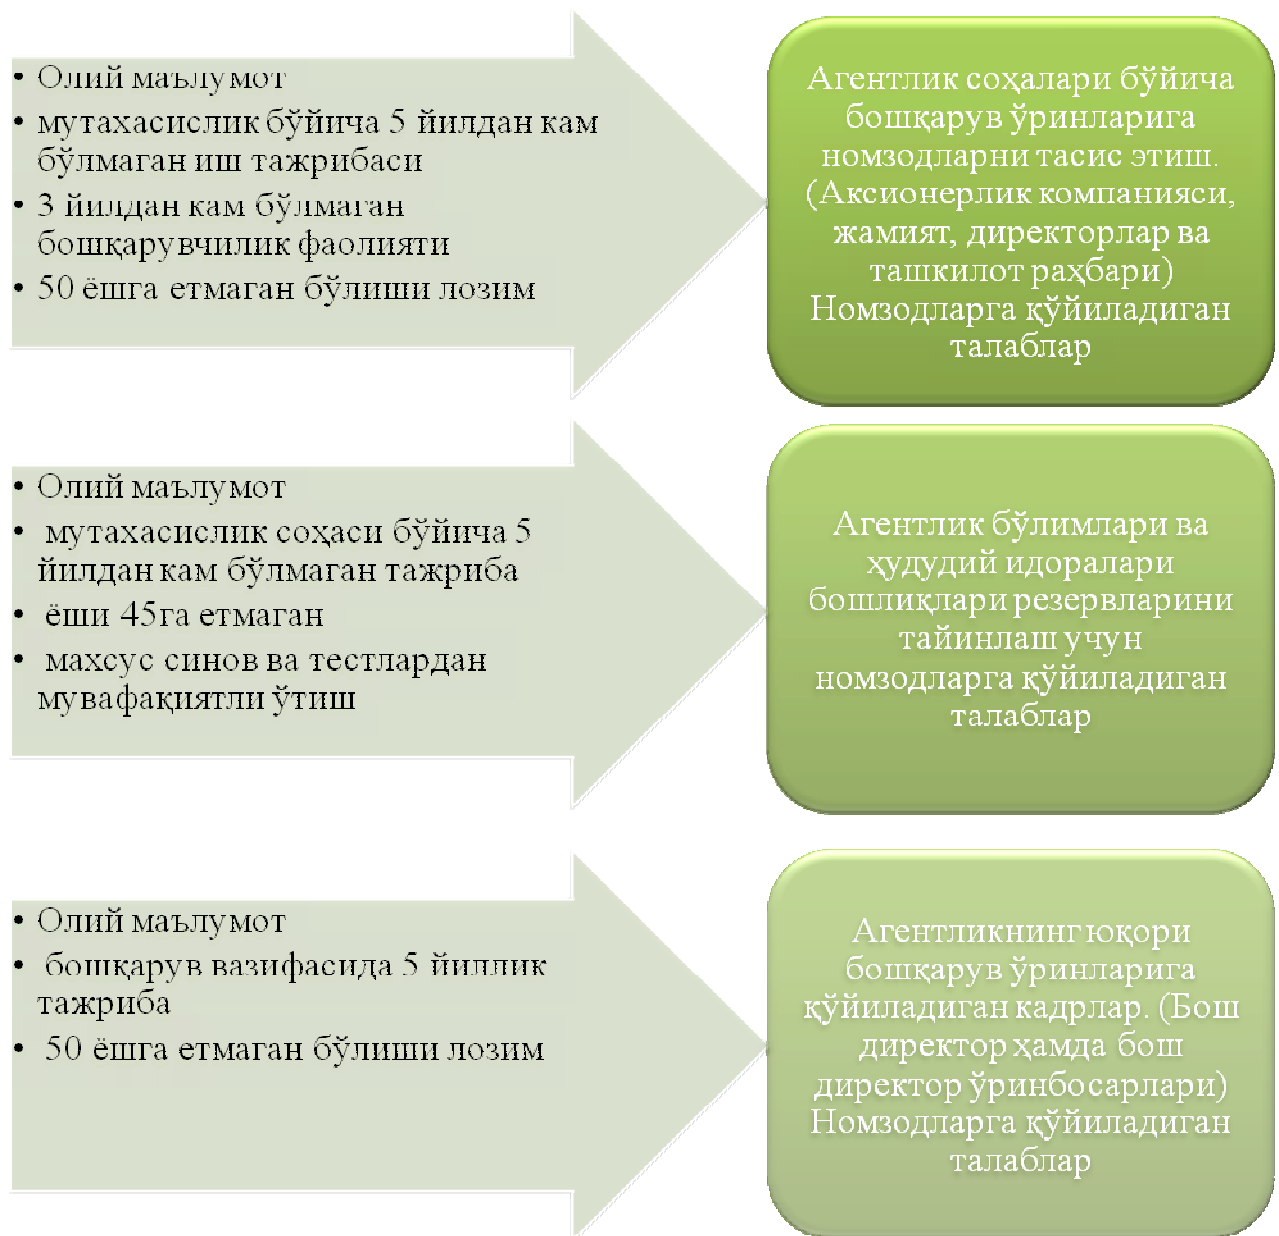 • Олий маълумот
• мутахасислик бўйича 5 йилдан кам
бўлмаган иш тажрибаси
• 3 йилдан кам бўлмаган
бошқарувчилик фаолияти
• 50 ёшга етмаган бўлиши лозим
Агентлик соҳалари бўйича
бошқарув ўринларига
номзодларни тасис этиш.
(Аксионерлик компанияси,
жамият, директорлар ва
ташкилот раҳбари)
Номзодларга қўйиладиган
талаблар
• Олий маълумот
• мутахасислик соҳаси бўйича 5
йилдан кам бўлмаган тажриба
• ёши 45га етмаган
• махсус синов ва тестлардан
мувафақиятли ўтиш
Агентлик бўлимлари ва
ҳудудий идоралари
бошлиқлари резервларини
тайинлаш учун
номзодларга қўйиладиган
талаблар
• Олий маълумот
• бошқарув вазифасида 5 йиллик
тажриба
• 50 ёшга етмаган бўлиши лозим
Агентликнинг юқори
бошқарув ўринларига
қўйиладиган кадрлар. (Бош
директор ҳамда бош
директор ўринбосарлари)
Номзодларга қўйиладиган
талаблар